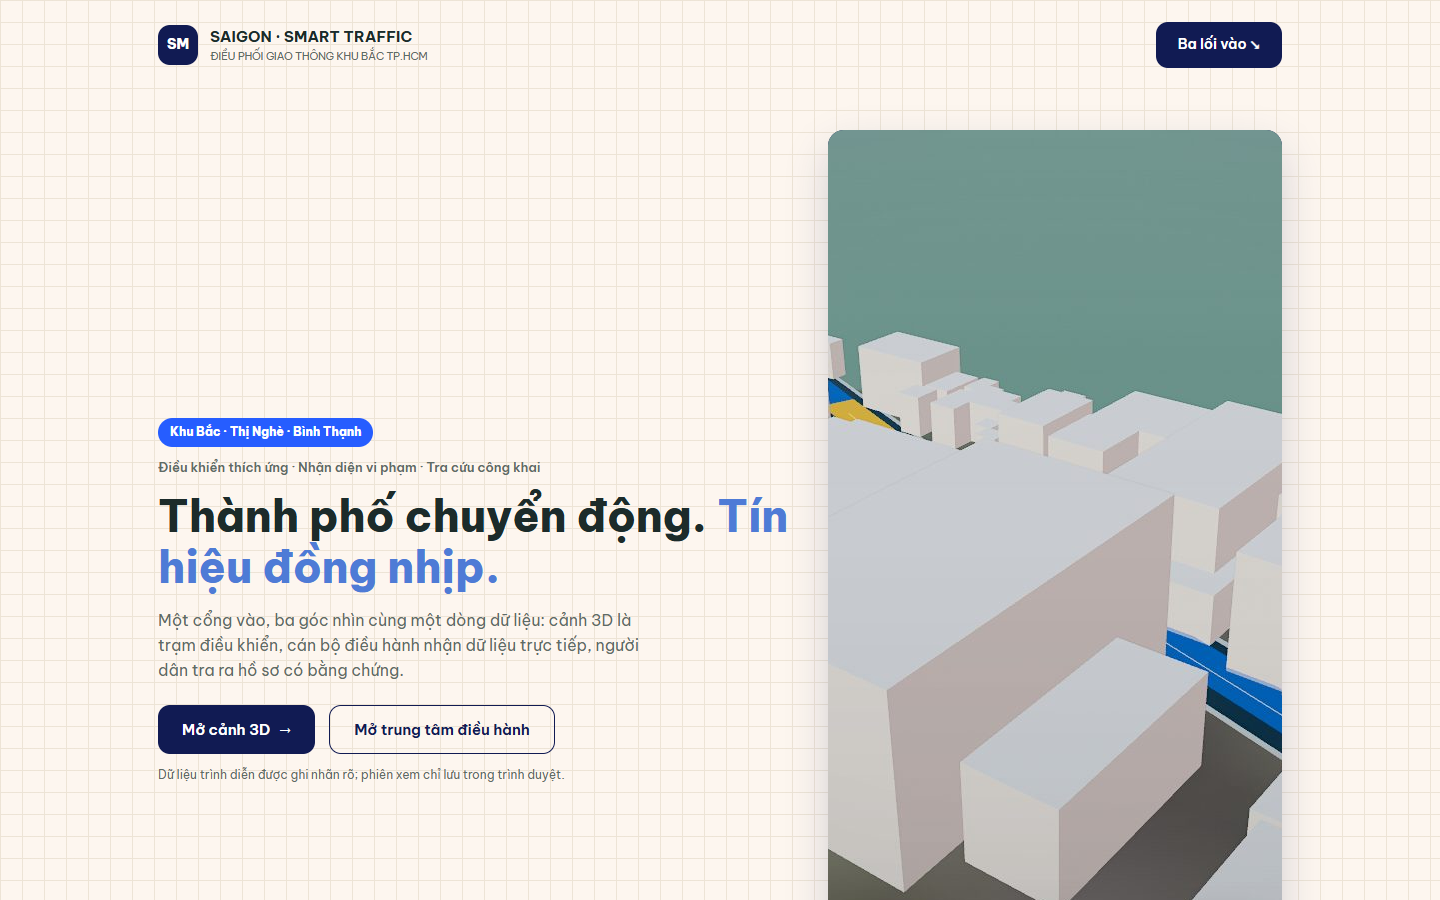 SM
SAIGON · SMART TRAFFIC
ĐIỀU PHỐI GIAO THÔNG KHU BẮC TP.HCM
Ba lối vào ↘
Khu Bắc · Thị Nghè · Bình Thạnh
Điều khiển thích ứng · Nhận diện vi phạm · Tra cứu công khai
Thành phố chuyển động. Tín
hiệu đồng nhịp.
Một cổng vào, ba góc nhìn cùng một dòng dữ liệu: cảnh 3D là
trạm điều khiển, cán bộ điều hành nhận dữ liệu trực tiếp, người
dân tra ra hồ sơ có bằng chứng.
Mở cảnh 3D →
Mở trung tâm điều hành
Dữ liệu trình diễn được ghi nhãn rõ; phiên xem chỉ lưu trong trình duyệt.